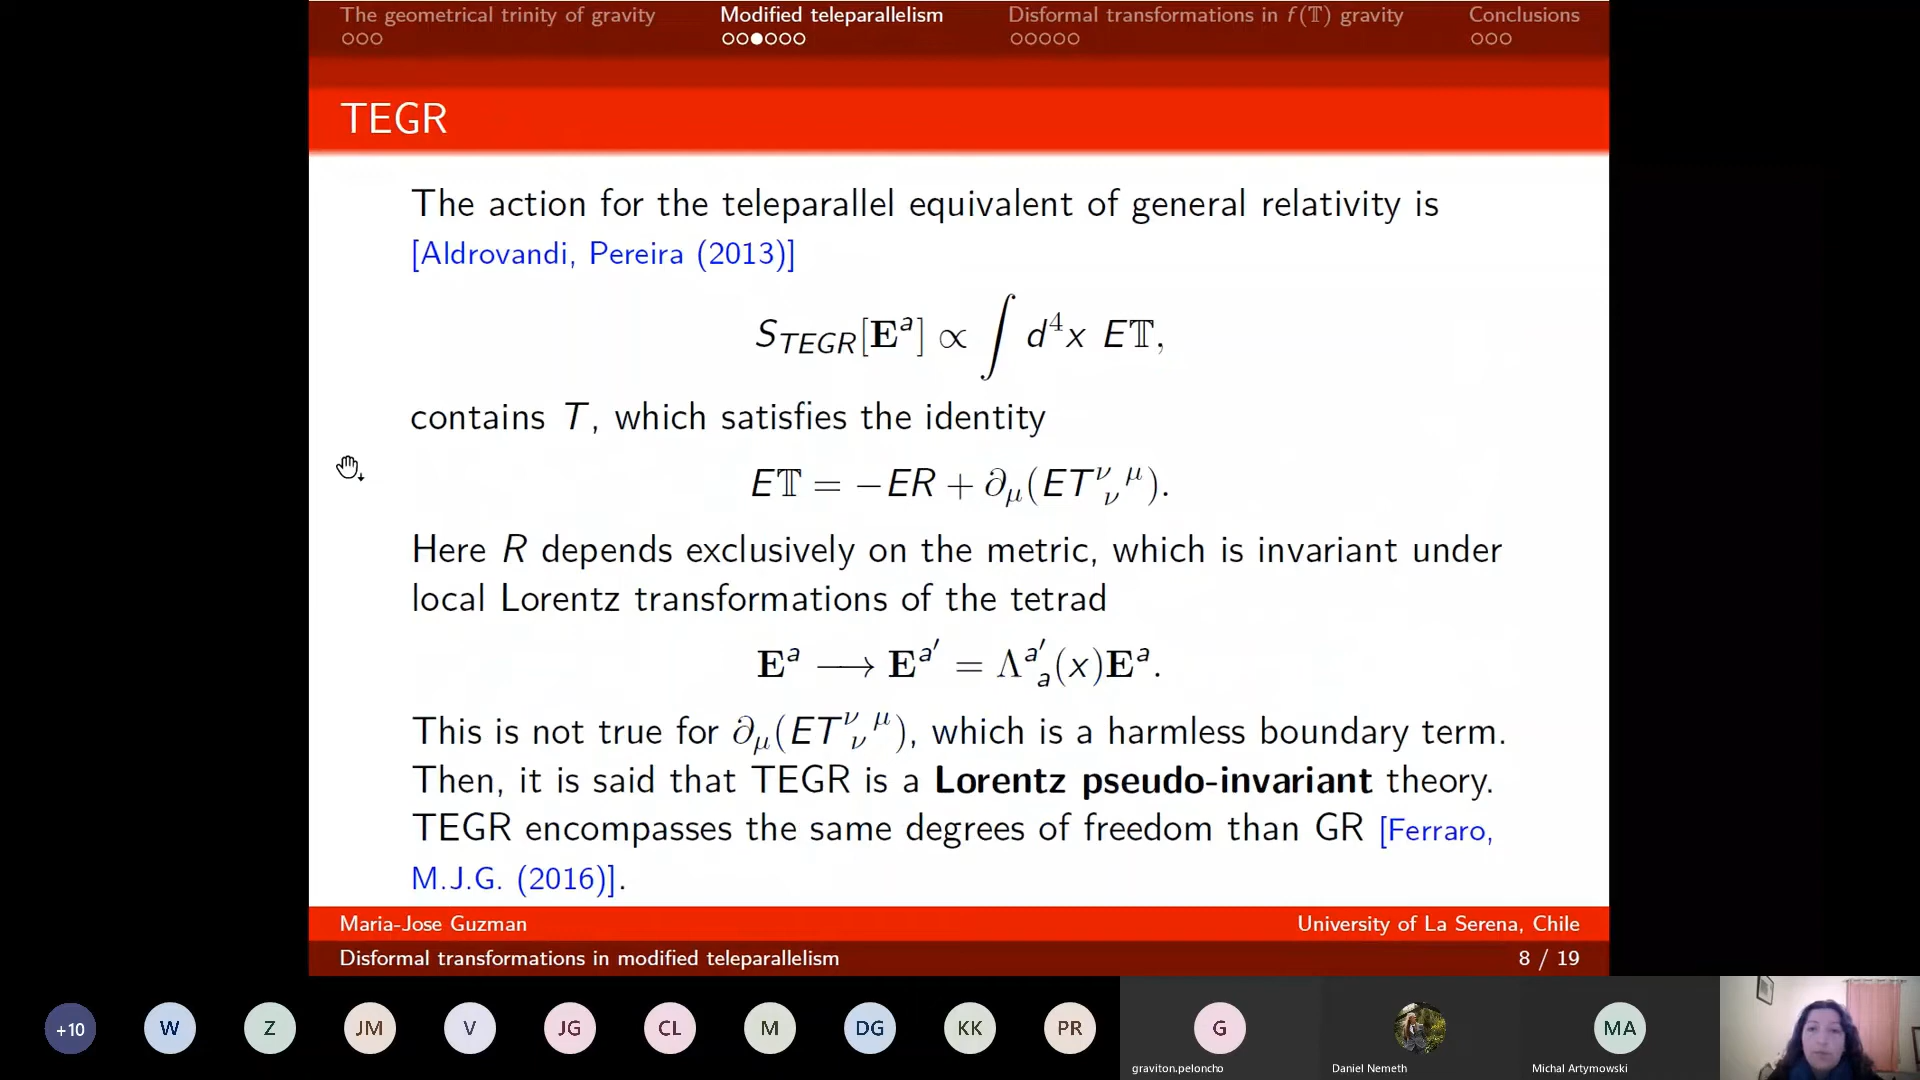 The geometrical trinity of gravity Modified teleparallelism Disformal transformations in f(𝕋) gravity Conclusions
TEGR
The action for the teleparallel equivalent of general relativity is
[Aldrovandi, Pereira (2013)]
S_{TEGR}[𝐄^a] ∝ ∫ d⁴x E𝕋,
contains T, which satisfies the identity
E𝕋 = −ER + ∂_μ(ET^ν_ν^μ).
Here R depends exclusively on the metric, which is invariant under
local Lorentz transformations of the tetrad
𝐄^a ⟶ 𝐄^{a′} = Λ^{a′}_a(x)𝐄^a.
This is not true for ∂_μ(ET^ν_ν^μ), which is a harmless boundary term.
Then, it is said that TEGR is a Lorentz pseudo-invariant theory.
TEGR encompasses the same degrees of freedom than GR [Ferraro,
M.J.G. (2016)].
Maria-Jose Guzman University of La Serena, Chile
Disformal transformations in modified teleparallelism 8 / 19
+10 W Z JM V JG CL M DG KK PR G MA
graviton.peloncho Daniel Nemeth Michal Artymowski